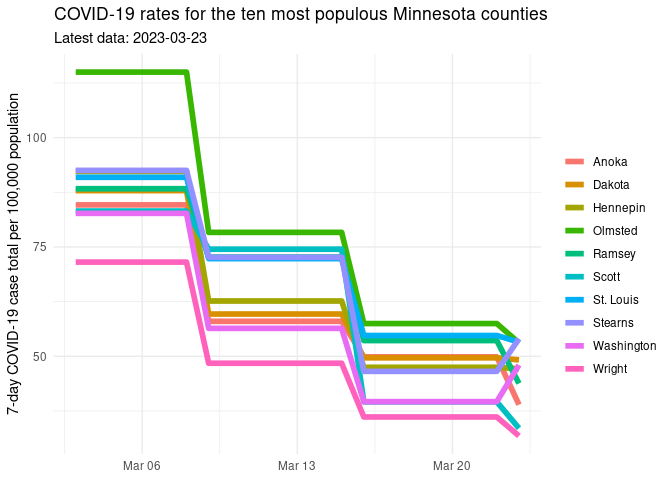 COVID-19 rates for the ten most populous Minnesota counties
Latest data: 2023-03-23
7-day COVID-19 case total per 100,000 population
100
75
50
Mar 06
Mar 13
Mar 20
Anoka
Dakota
Hennepin
Olmsted
Ramsey
Scott
St. Louis
Stearns
Washington
Wright